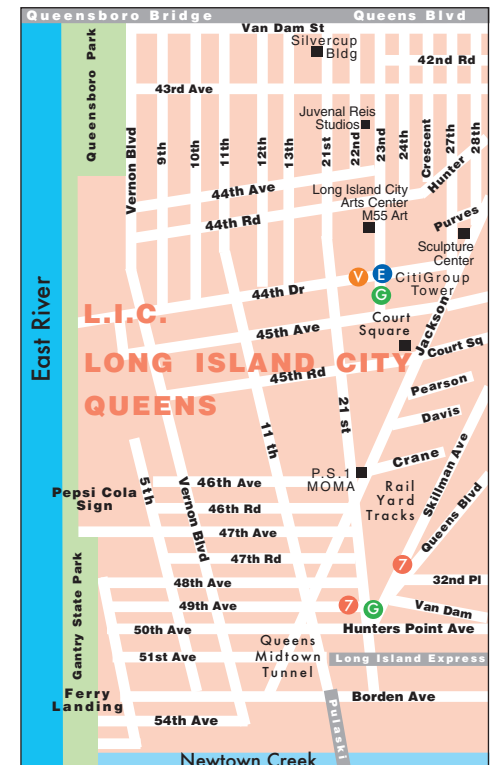 Queensboro Bridge
Queens Blvd
Van Dam St
Silvercup
Bldg
42nd Rd
Queensboro Park
43rd Ave
Juvenal Reis
Studios
Vernon Blvd
9th
10th
11th
12th
13th
21st
22nd
23nd
24th
Crescent
27th
28th
Hunter
44th Ave
Long Island City
Arts Center
M55 Art
44th Rd
Purves
Sculpture
Center
V
E
G
CitiGroup
Tower
44th Dr
East River
L.I.C.
LONG ISLAND CITY
QUEENS
45th Ave
Court
Square
Jackson
Court Sq
45th Rd
Pearson
Davis
21 st
11 th
Crane
Skillman Ave
Queens Blvd
P.S.1
MOMA
Rail
Yard
Tracks
5 th
Vernon Blvd
46th Ave
Pepsi Cola
Sign
46th Rd
47th Ave
47th Rd
7
48th Ave
32nd Pl
Gantry State Park
49th Ave
7
G
Van Dam
50th Ave
Hunters Point Ave
Queens
Midtown
Tunnel
51st Ave
Long Island Express
Ferry
Landing
Borden Ave
54th Ave
Pulaski
Newtown Creek